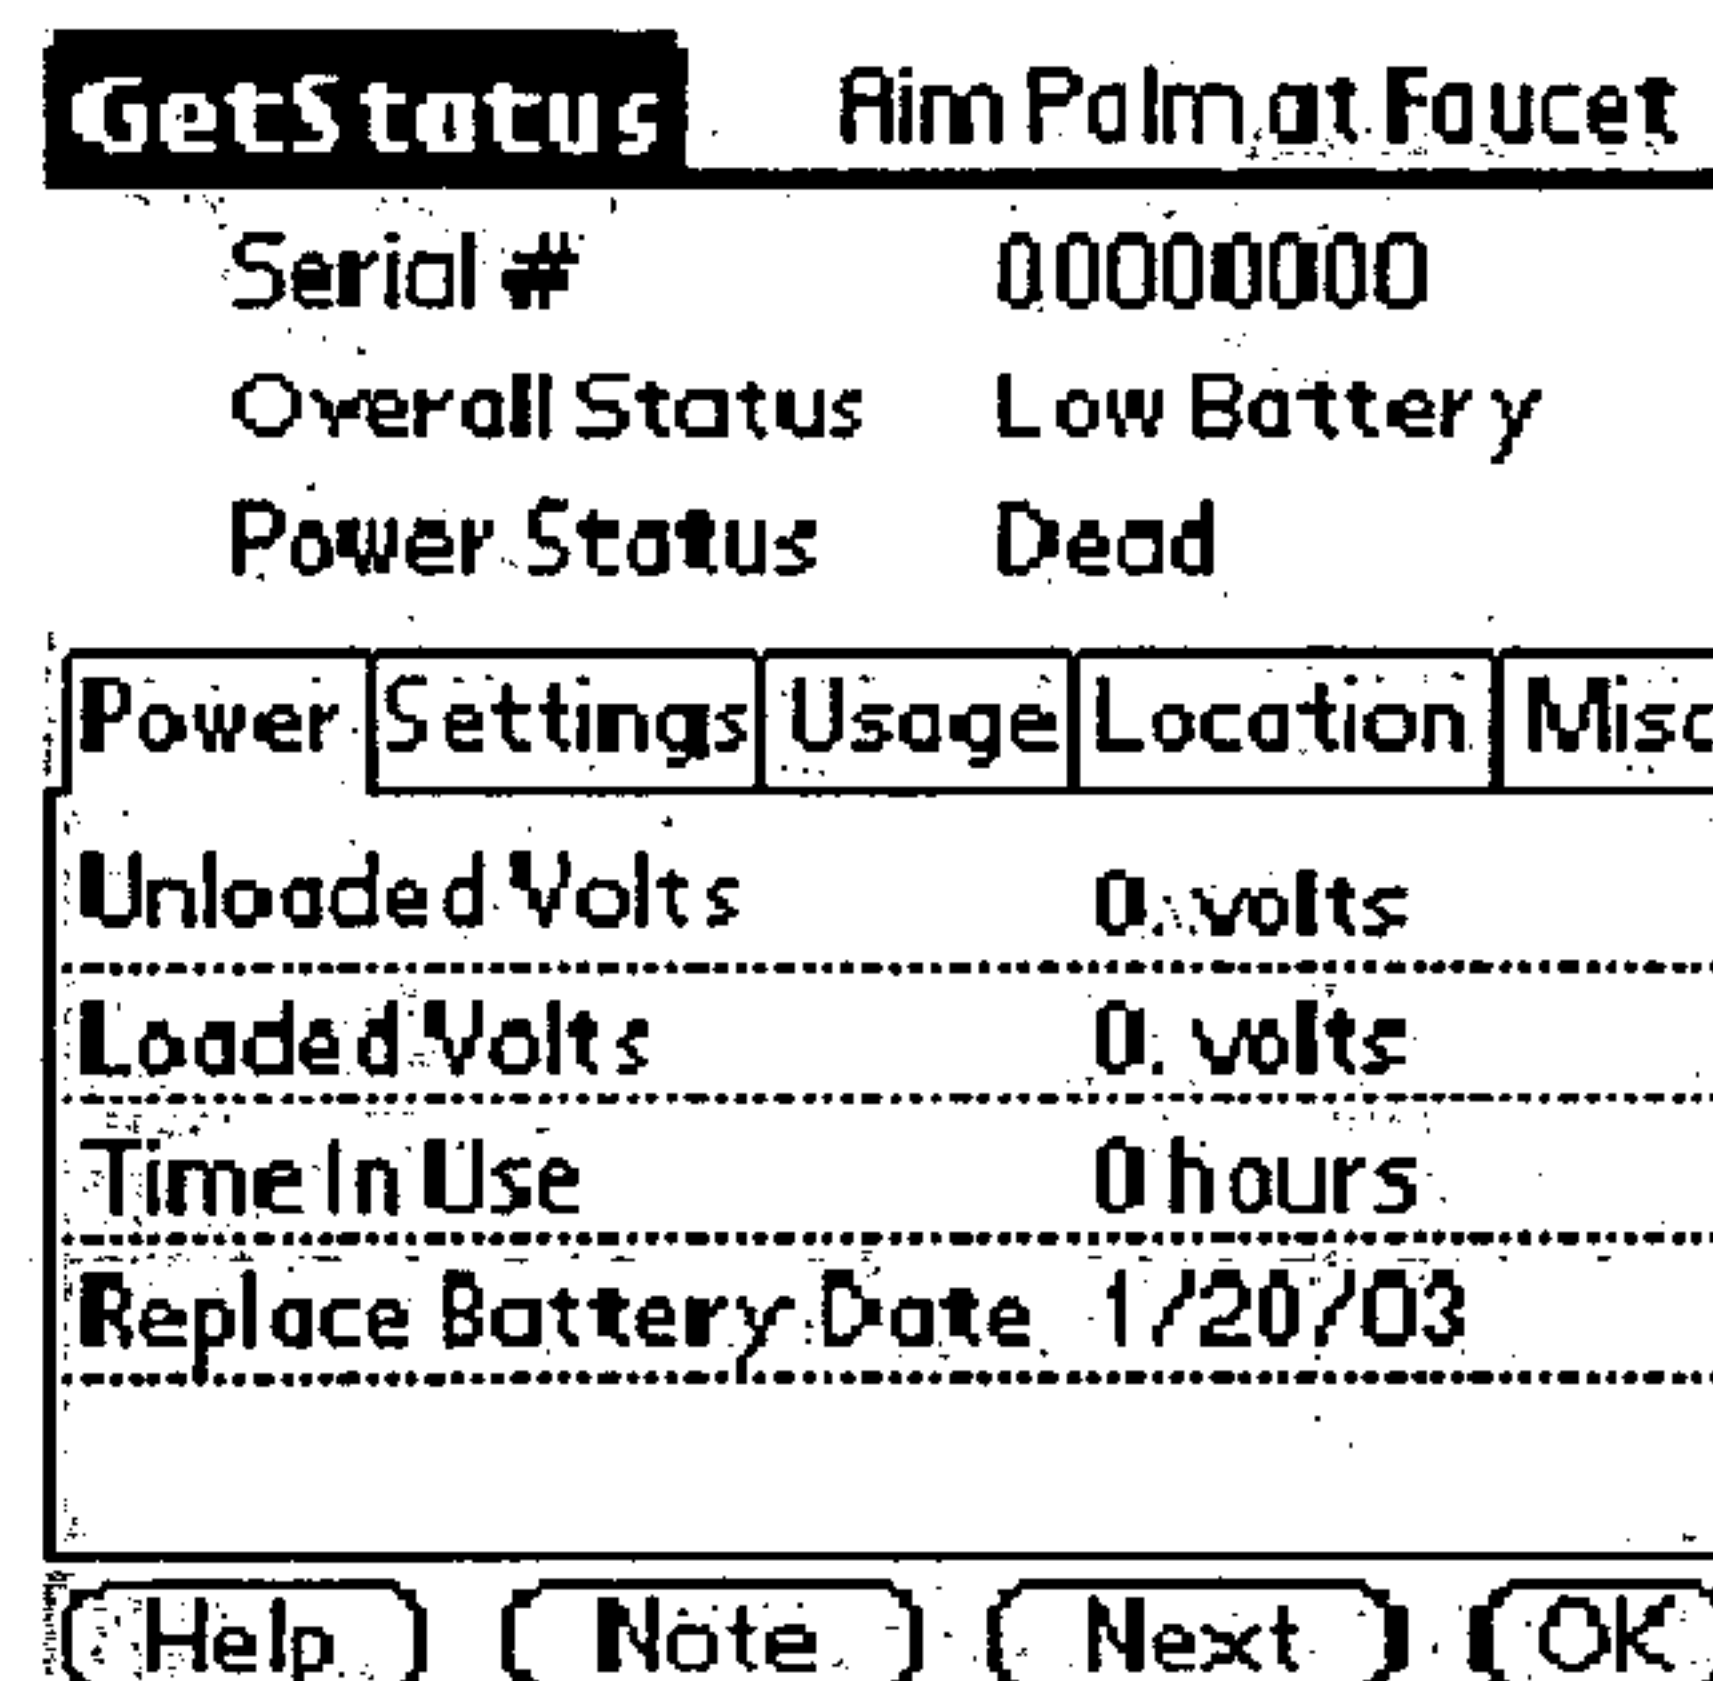 GetStatus Aim Palm at Faucet
Serial # 00000000
Overall Status Low Battery
Power Status Dead
Power Settings Usage Location Misc
Unloaded Volts 0. volts
Loaded Volts 0. volts
Time In Use 0 hours
Replace Battery Date 1/20/03
Help Note Next OK